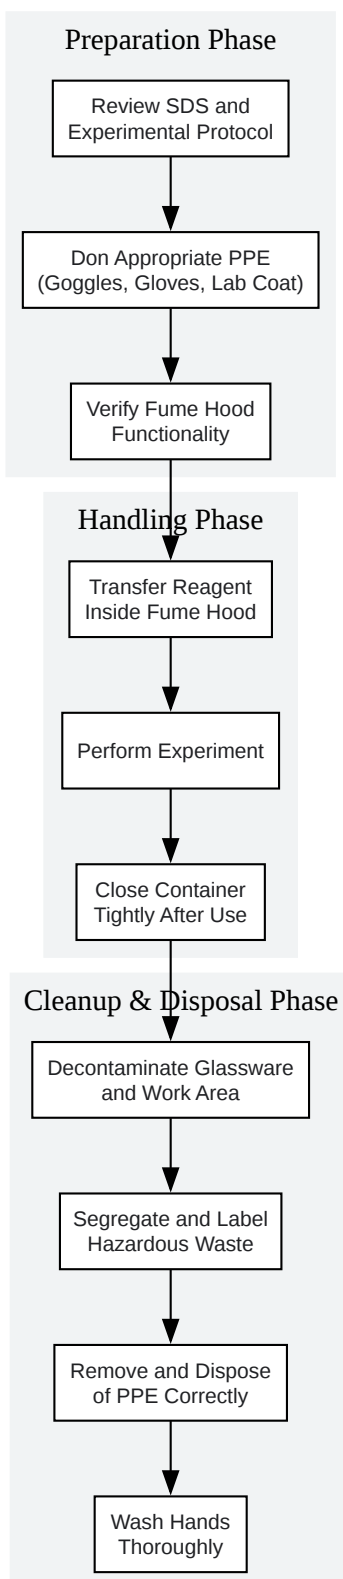 Preparation Phase
Review SDS and
Experimental Protocol
Don Appropriate PPE
(Goggles, Gloves, Lab Coat)
Verify Fume Hood
Functionality
Handling Phase
Transfer Reagent
Inside Fume Hood
Perform Experiment
Close Container
Tightly After Use
Cleanup & Disposal Phase
Decontaminate Glassware
and Work Area
Segregate and Label
Hazardous Waste
Remove and Dispose
of PPE Correctly
Wash Hands
Thoroughly